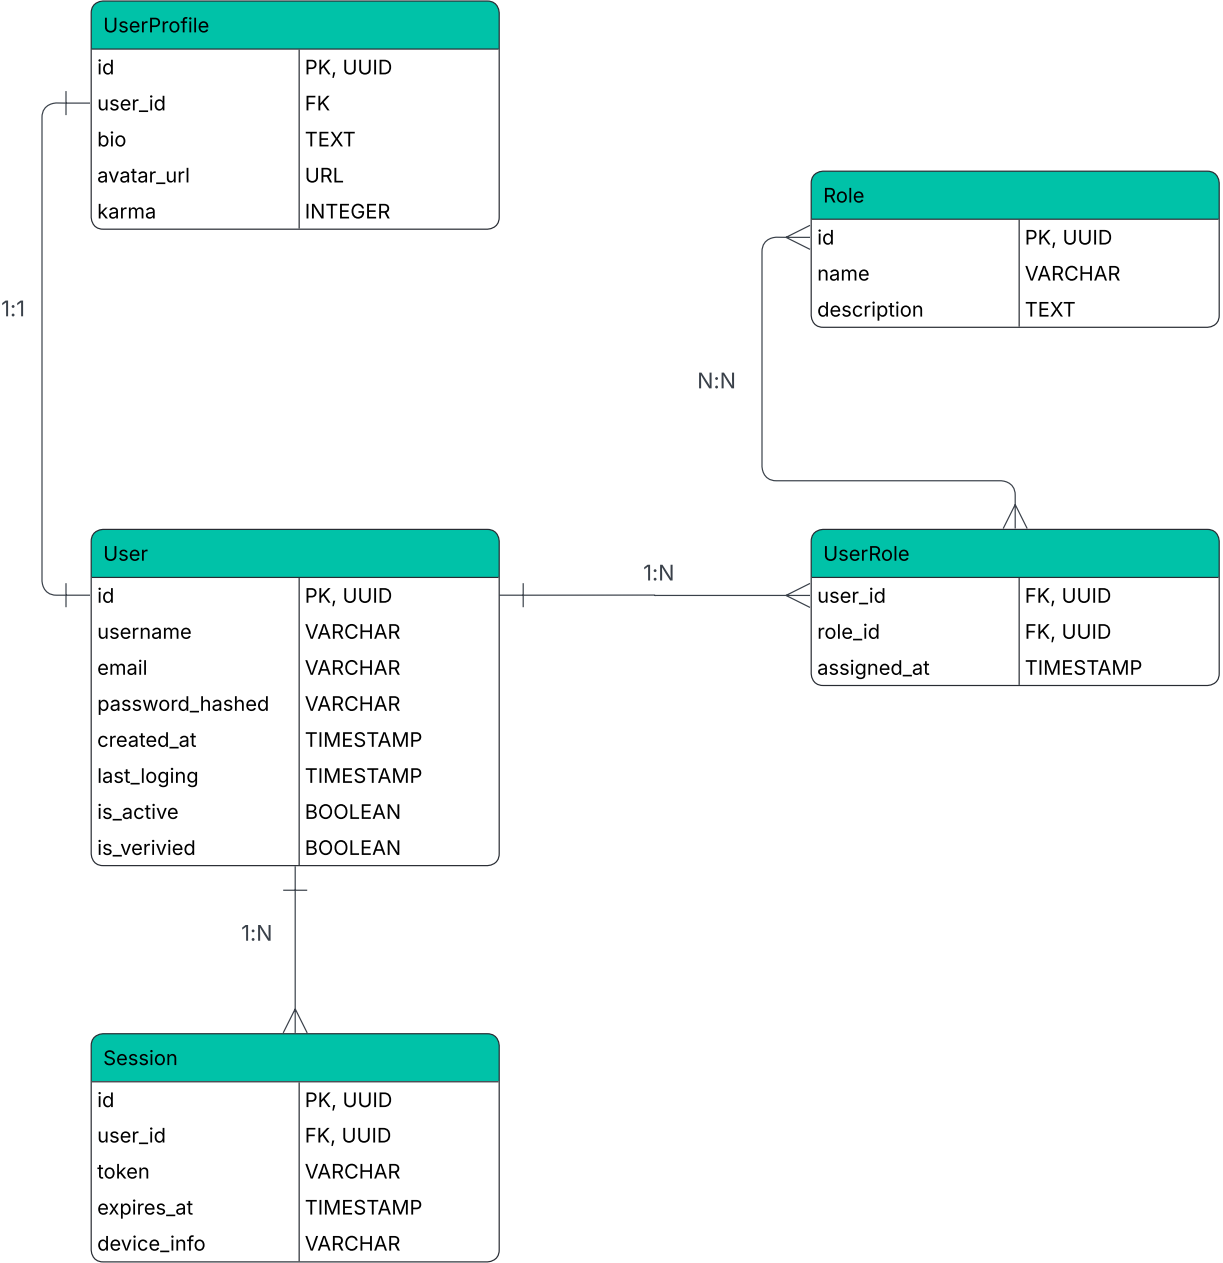 UserProfile
id PK, UUID
user_id FK
bio TEXT
avatar_url URL
karma INTEGER
1:1
Role
id PK, UUID
name VARCHAR
description TEXT
N:N
User
id PK, UUID
username VARCHAR
email VARCHAR
password_hashed VARCHAR
created_at TIMESTAMP
last_loging TIMESTAMP
is_active BOOLEAN
is_verivied BOOLEAN
1:N
UserRole
user_id FK, UUID
role_id FK, UUID
assigned_at TIMESTAMP
1:N
Session
id PK, UUID
user_id FK, UUID
token VARCHAR
expires_at TIMESTAMP
device_info VARCHAR